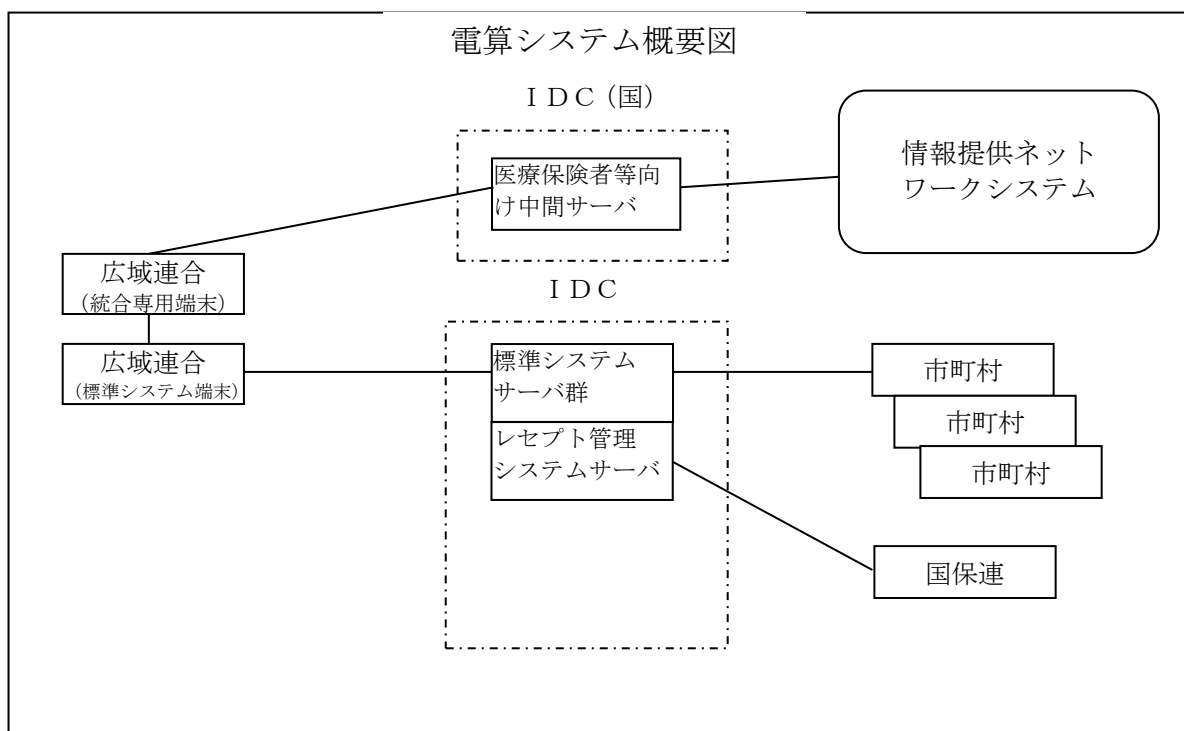 電算システム概要図
ＩＤＣ（国）
医療保険者等向
け中間サーバ
情報提供ネット
ワークシステム
広域連合
（統合専用端末）
ＩＤＣ
広域連合
（標準システム端末）
標準システム
サーバ群
レセプト管理
システムサーバ
市町村
市町村
市町村
国保連